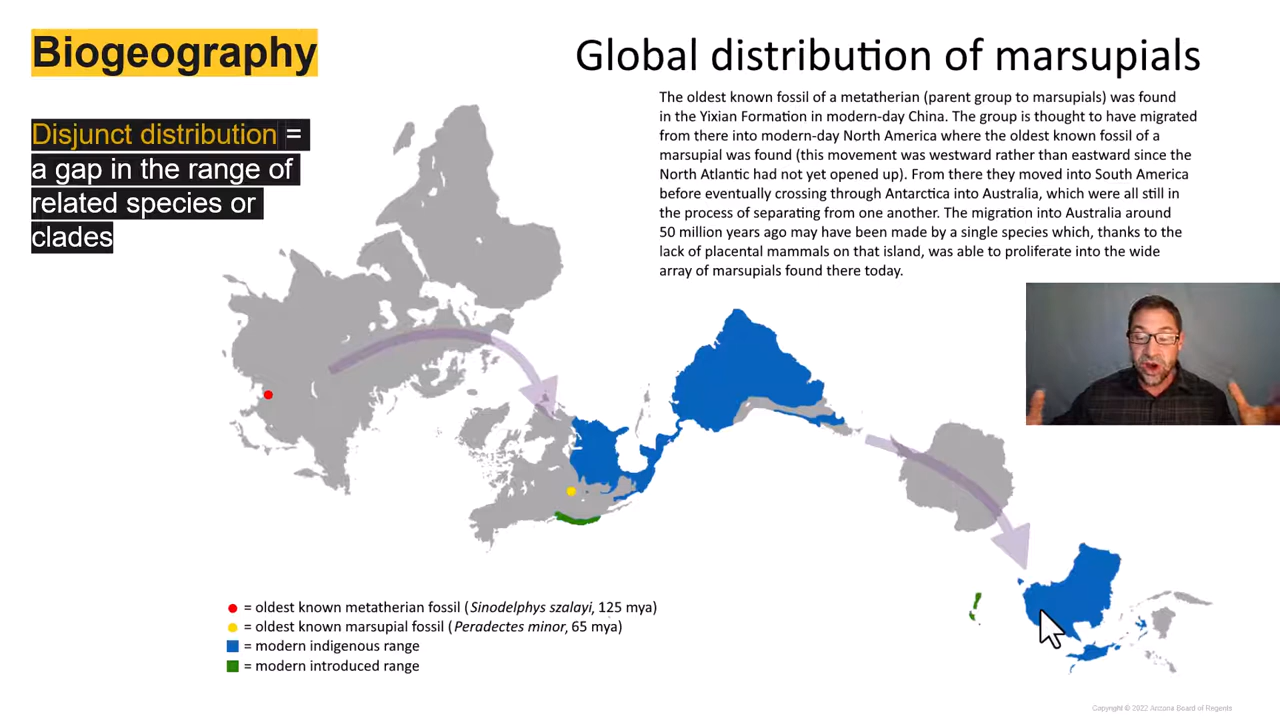 Biogeography
Disjunct distribution =
a gap in the range of
related species or
clades
Global distribution of marsupials
The oldest known fossil of a metatherian (parent group to marsupials) was found
in the Yixian Formation in modern-day China. The group is thought to have migrated
from there into modern-day North America where the oldest known fossil of a
marsupial was found (this movement was westward rather than eastward since the
North Atlantic had not yet opened up). From there they moved into South America
before eventually crossing through Antarctica into Australia, which were all still in
the process of separating from one another. The migration into Australia around
50 million years ago may have been made by a single species which, thanks to the
lack of placental mammals on that island, was able to proliferate into the wide
array of marsupials found there today.
= oldest known metatherian fossil (Sinodelphys szalayi, 125 mya)
= oldest known marsupial fossil (Peradectes minor, 65 mya)
= modern indigenous range
= modern introduced range
Copyright © 2022 Arizona Board of Regents